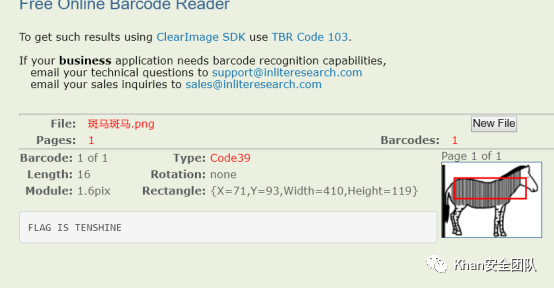 Free Online Barcode Reader
To get such results using ClearImage SDK use TBR Code 103.
If your business application needs barcode recognition capabilities,
email your technical questions to support@inliteresearch.com
email your sales inquiries to sales@inliteresearch.com
File: 斑马斑马.png New File
Pages: 1 Barcodes: 1
Barcode: 1 of 1 Type: Code39 Page 1 of 1
Length: 16 Rotation: none
Module: 1.6pix Rectangle: {X=71,Y=93,Width=410,Height=119}
FLAG IS TENSHINE
Khan安全团队